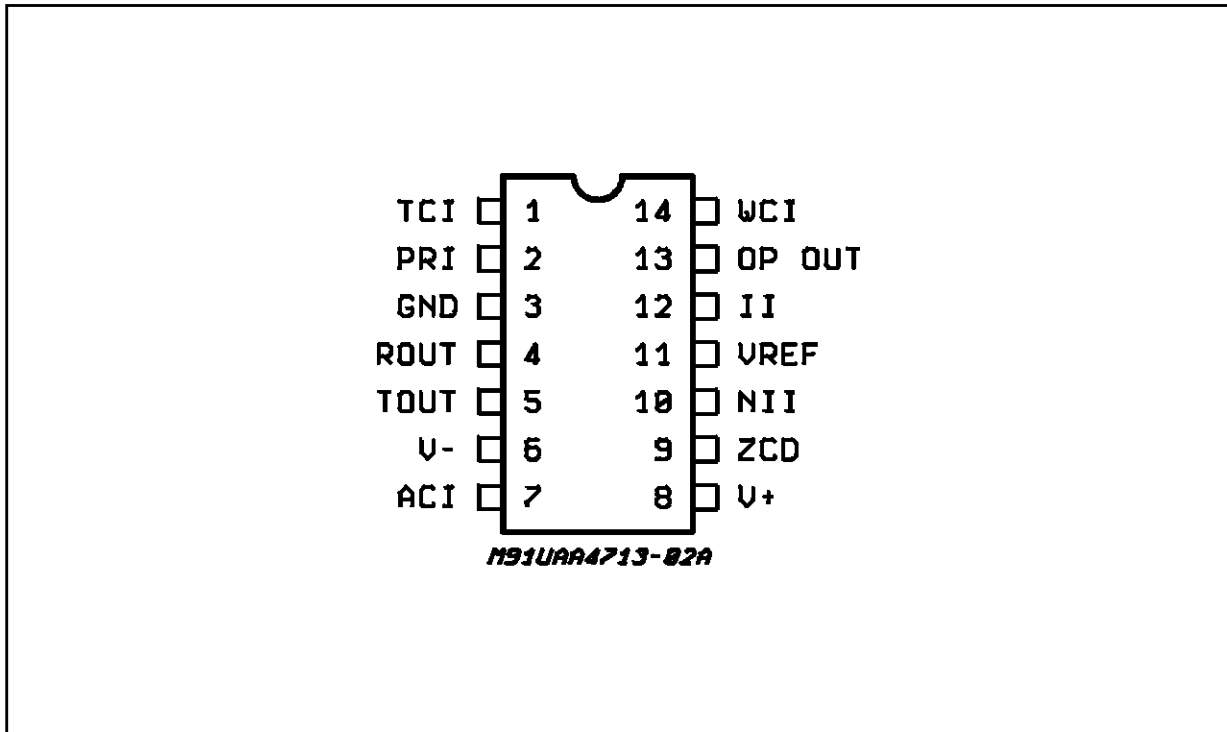 TCI 1 14 WCI
PRI 2 13 OP OUT
GND 3 12 II
ROUT 4 11 VREF
TOUT 5 10 NII
V- 6 9 ZCD
ACI 7 8 V+
M91UAA4713-02A